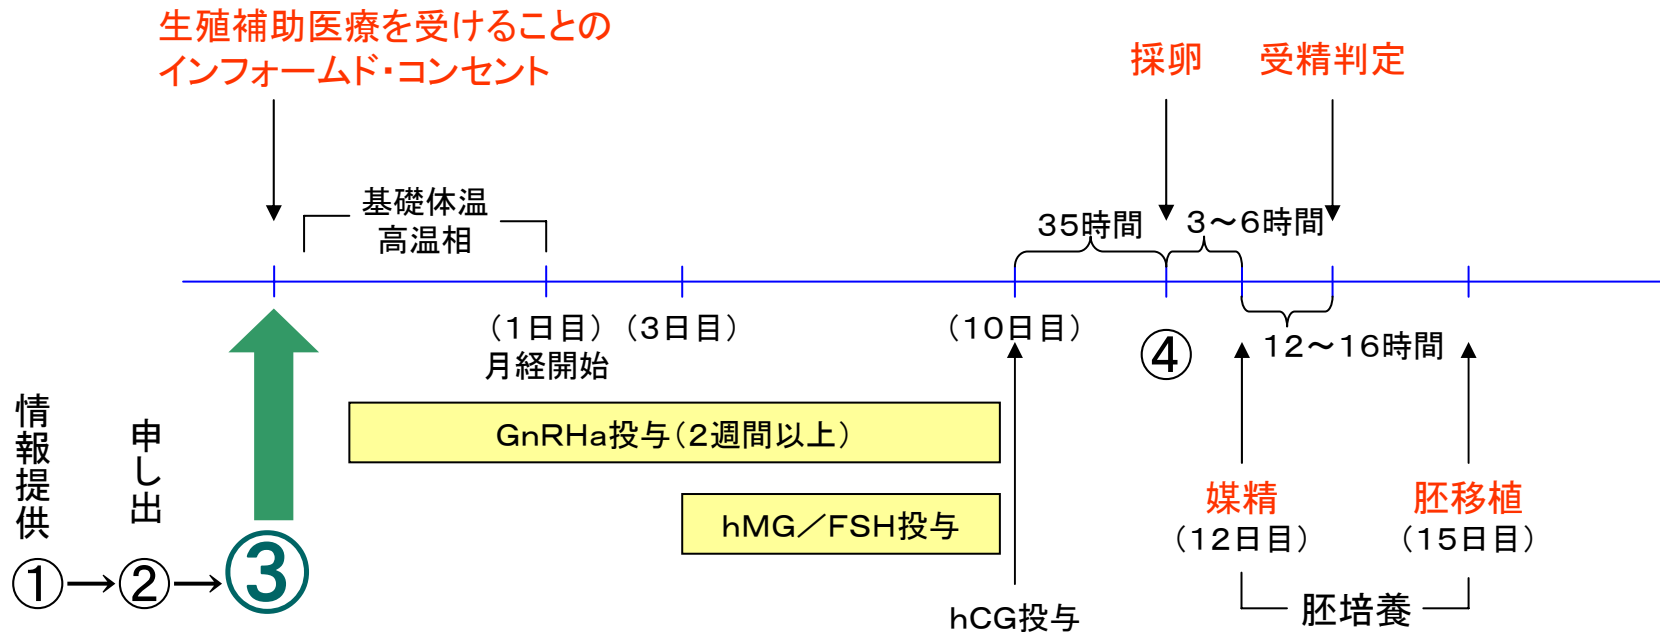 生殖補助医療を受けることの
インフォームド・コンセント
採卵
受精判定
基礎体温
高温相
35時間
3～6時間
（1日目）
月経開始
（3日目）
（10日目）
④
12～16時間
GnRHa投与（2週間以上）
hMG／FSH投与
hCG投与
媒精
（12日目）
胚移植
（15日目）
胚培養
情報提供
申し出
①
②
③